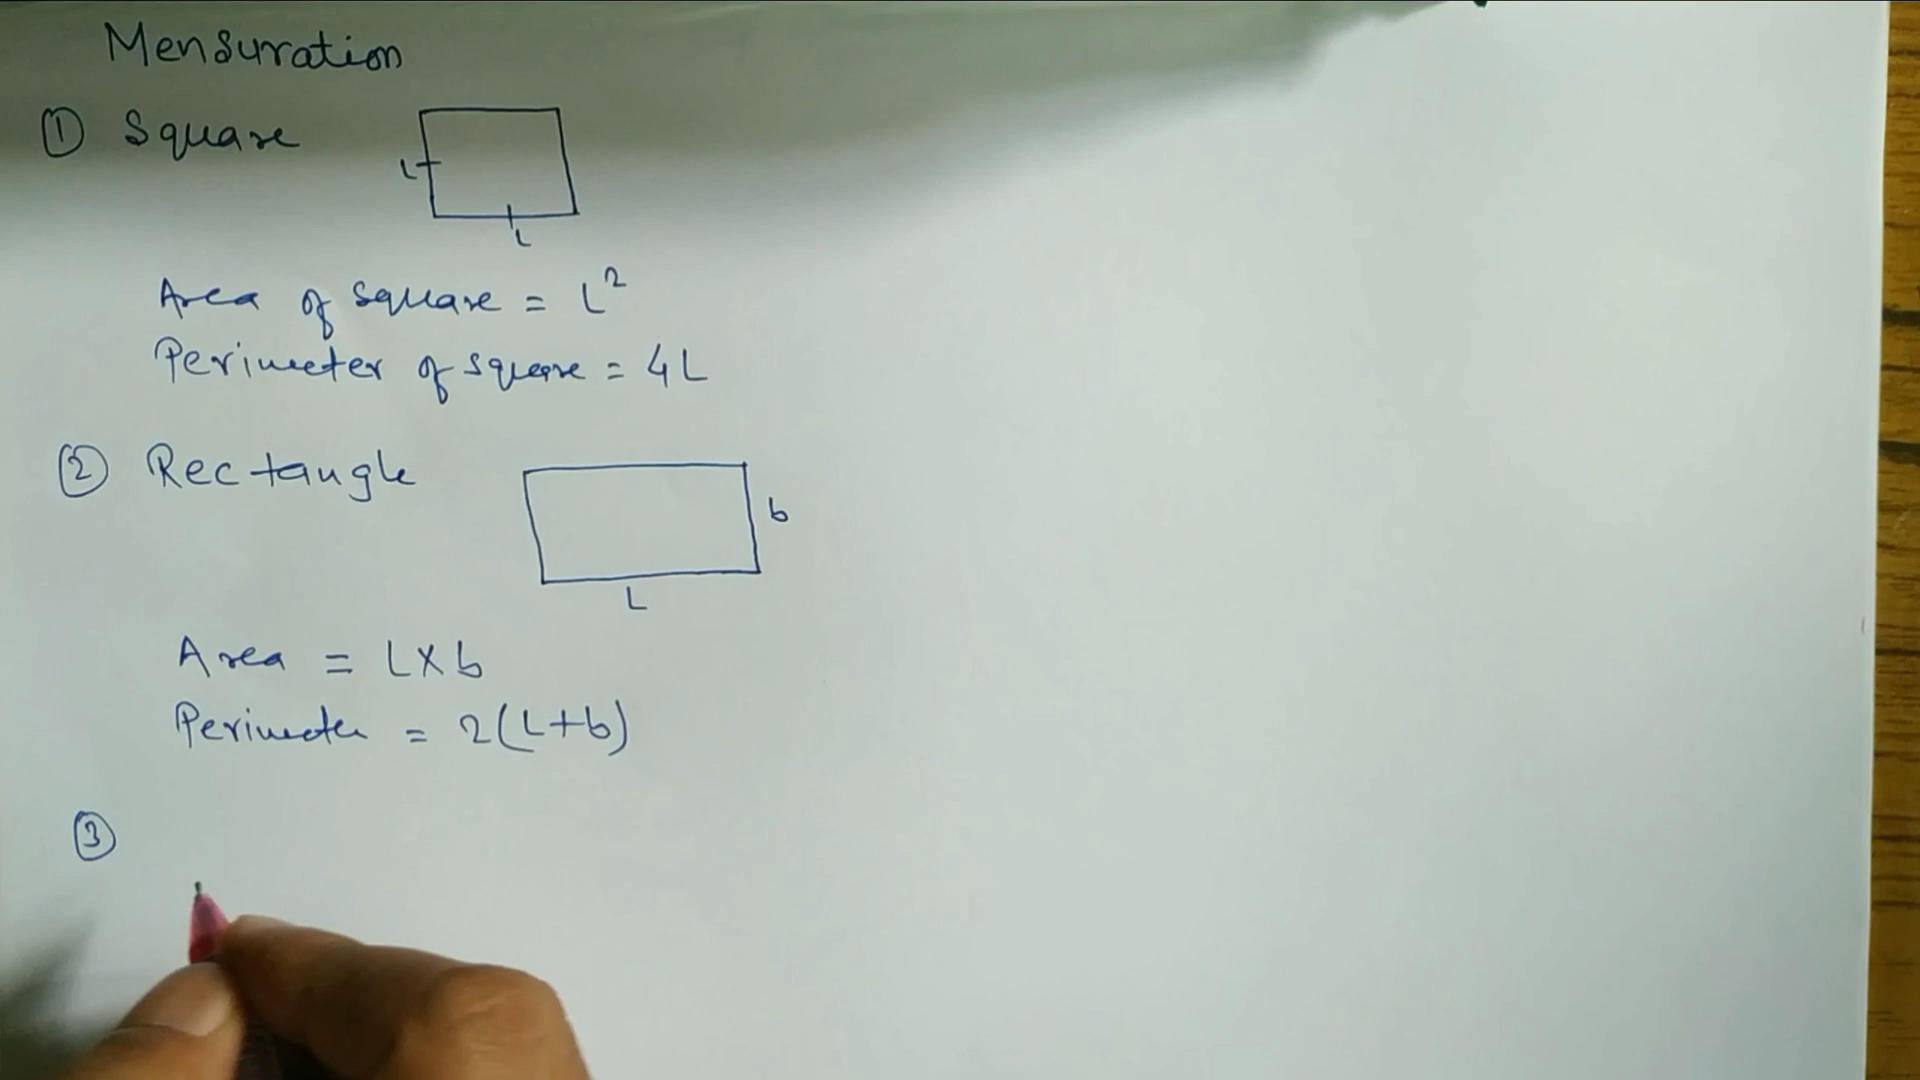 Mensuration
① Square
L
L
Area of square = L²
Perimeter of square = 4L
② Rectangle
b
L
Area = L×b
Perimeter = 2(L+b)
③